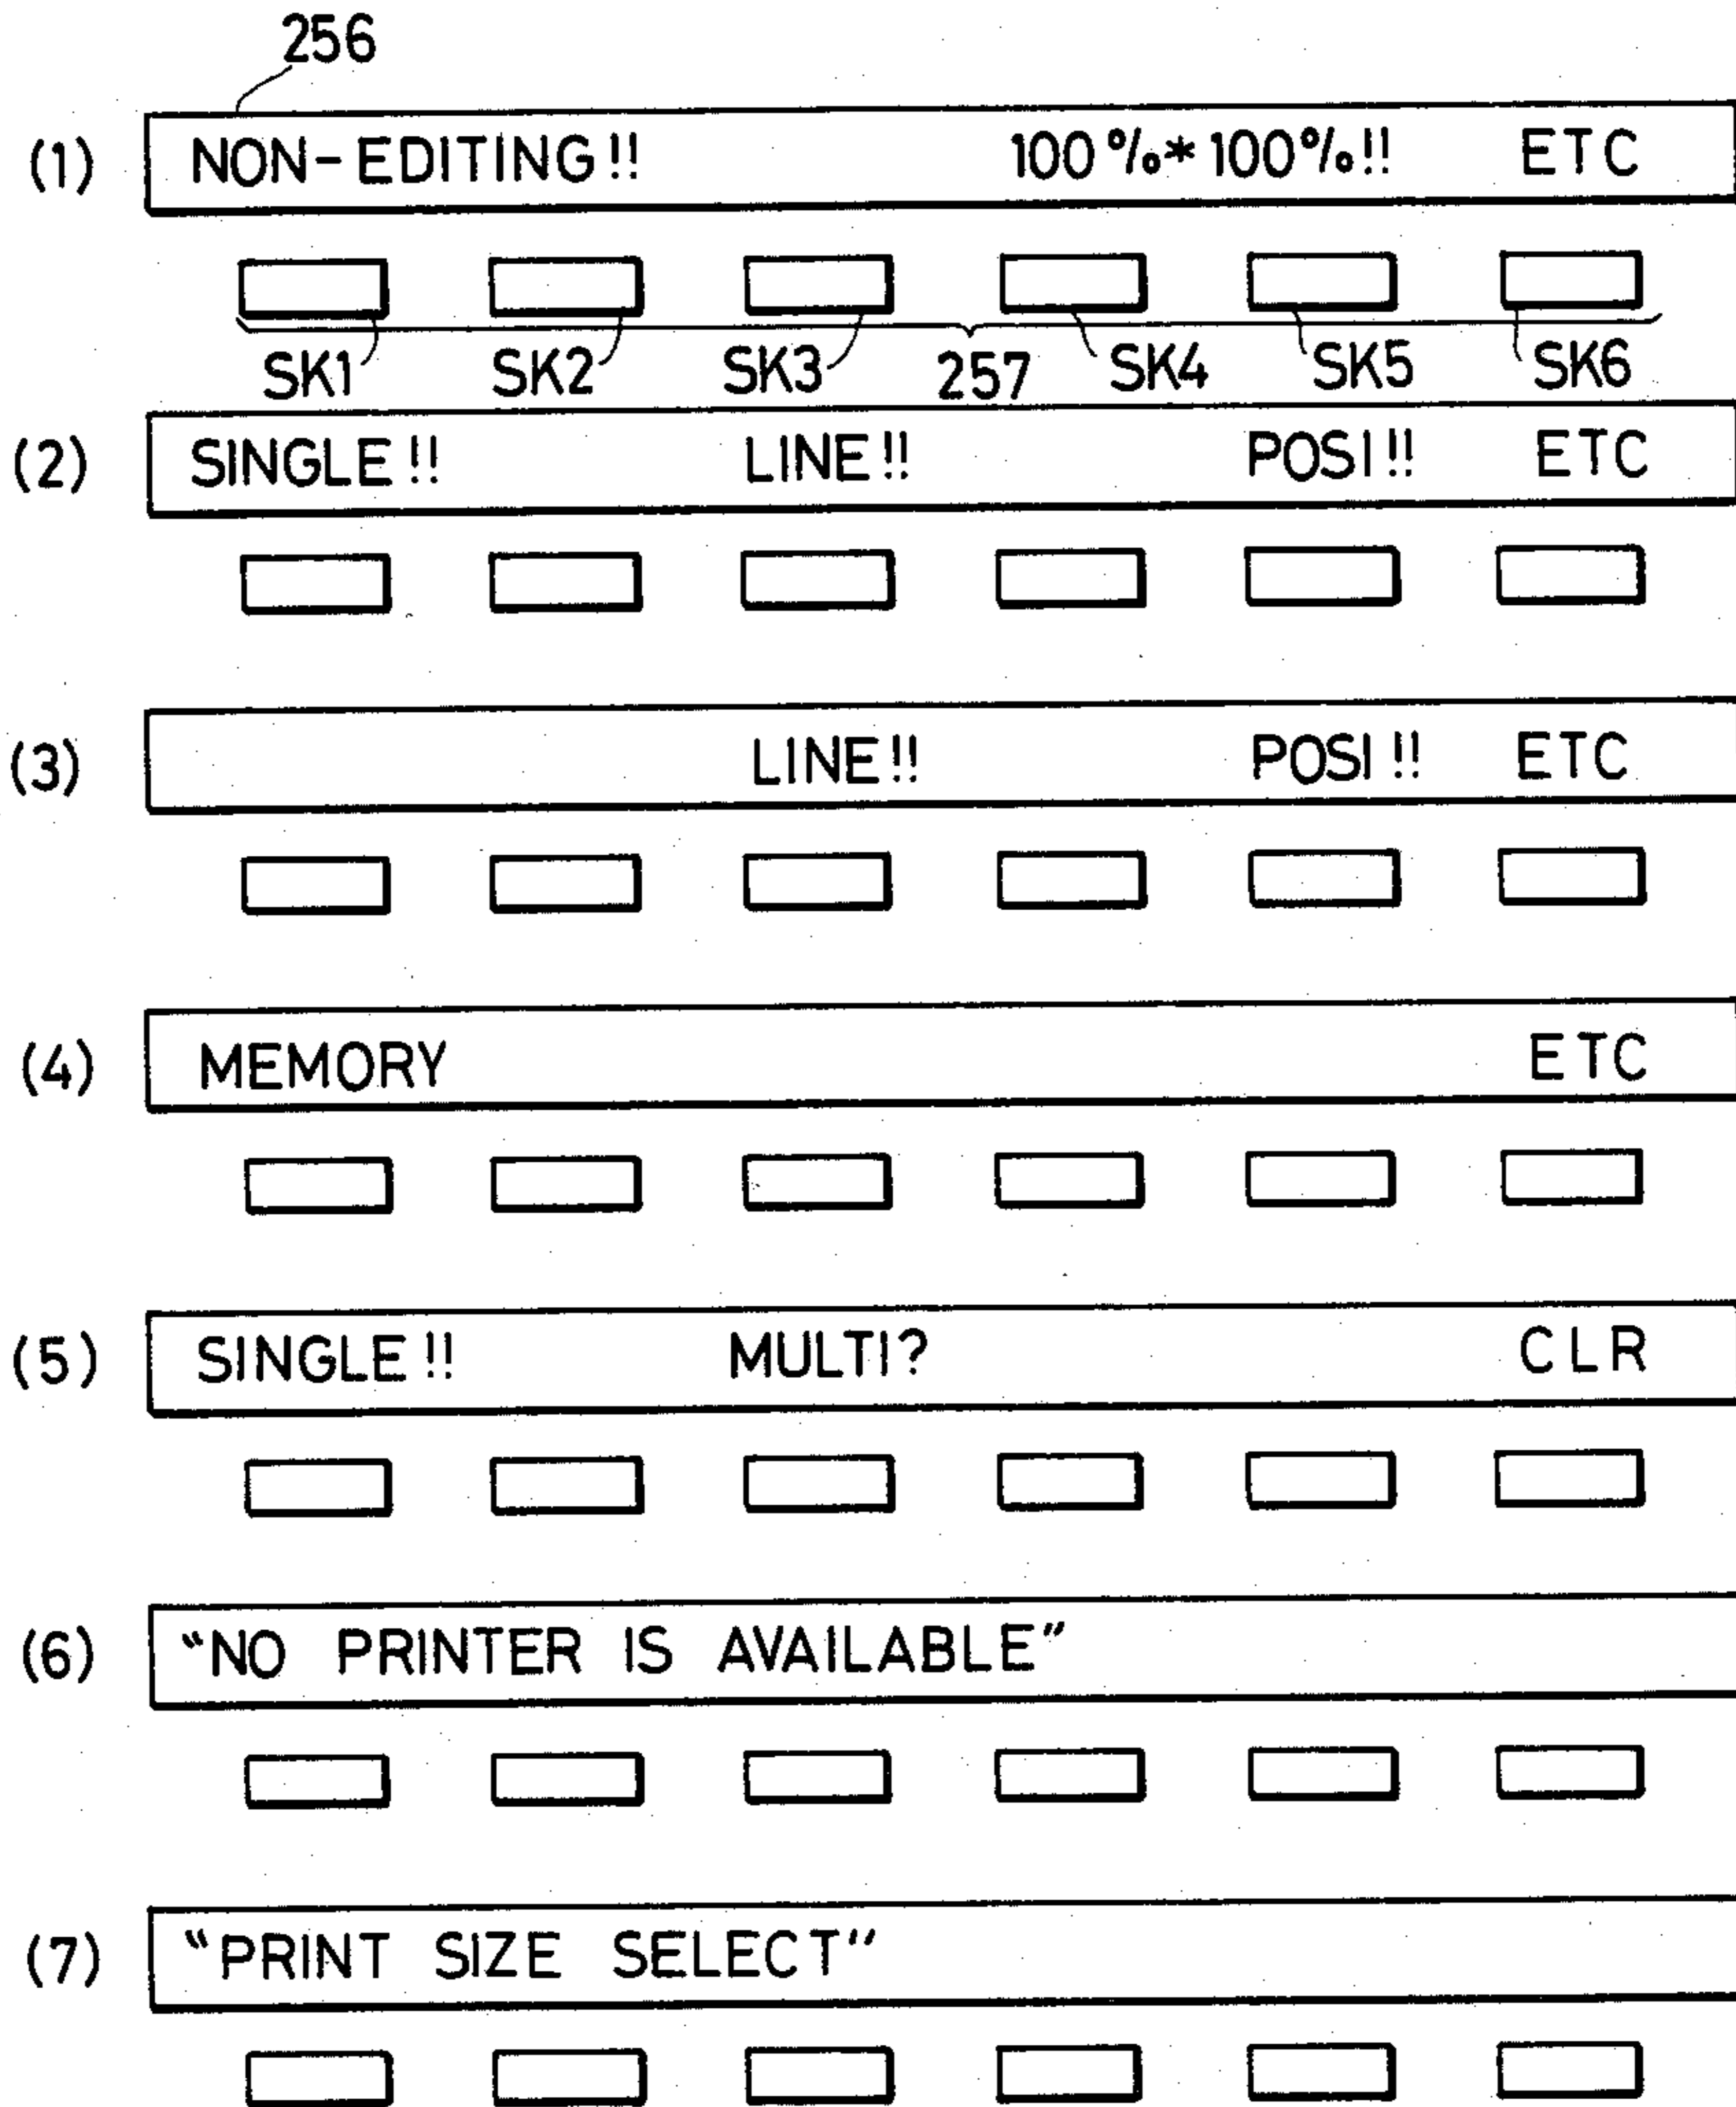 256
(1) NON-EDITING!! 100%*100%!! ETC
SK1 SK2 SK3 257 SK4 SK5 SK6
(2) SINGLE!! LINE!! POSI!! ETC
(3) LINE!! POSI!! ETC
(4) MEMORY ETC
(5) SINGLE!! MULTI? CLR
(6) “NO PRINTER IS AVAILABLE”
(7) “PRINT SIZE SELECT”